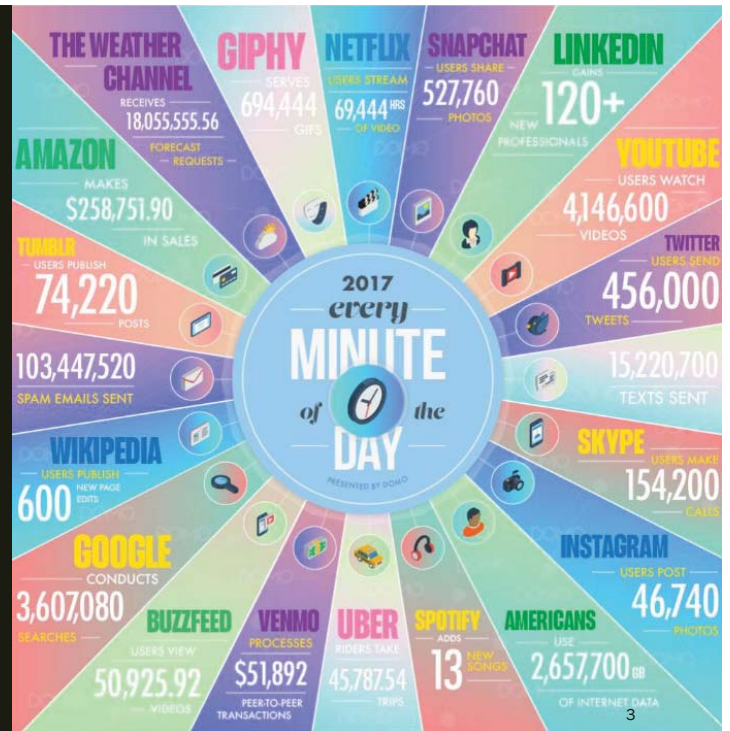 2017
every
MINUTE
of the
DAY
PRESENTED BY DOMO
THE WEATHER
CHANNEL
RECEIVES
18,055,555.56
FORECAST
REQUESTS
GIPHY
SERVES
694,444
GIFS
NETFLIX
USERS STREAM
69,444 HRS
OF VIDEO
SNAPCHAT
USERS SHARE
527,760
PHOTOS
LINKEDIN
GAINS
120+
NEW
PROFESSIONALS
YOUTUBE
USERS WATCH
4,146,600
VIDEOS
TWITTER
USERS SEND
456,000
TWEETS
15,220,700
TEXTS SENT
SKYPE
USERS MAKE
154,200
CALLS
INSTAGRAM
USERS POST
46,740
PHOTOS
AMERICANS
USE
2,657,700 GB
OF INTERNET DATA
SPOTIFY
ADDS
13 NEW
SONGS
UBER
RIDERS TAKE
45,787.54
TRIPS
VENMO
PROCESSES
$51,892
PEER-TO-PEER
TRANSACTIONS
BUZZFEED
USERS VIEW
50,925.92
VIDEOS
GOOGLE
CONDUCTS
3,607,080
SEARCHES
WIKIPEDIA
USERS PUBLISH
600 NEW PAGE
EDITS
103,447,520
SPAM EMAILS SENT
TUMBLR
USERS PUBLISH
74,220
POSTS
AMAZON
MAKES
$258,751.90
IN SALES
3